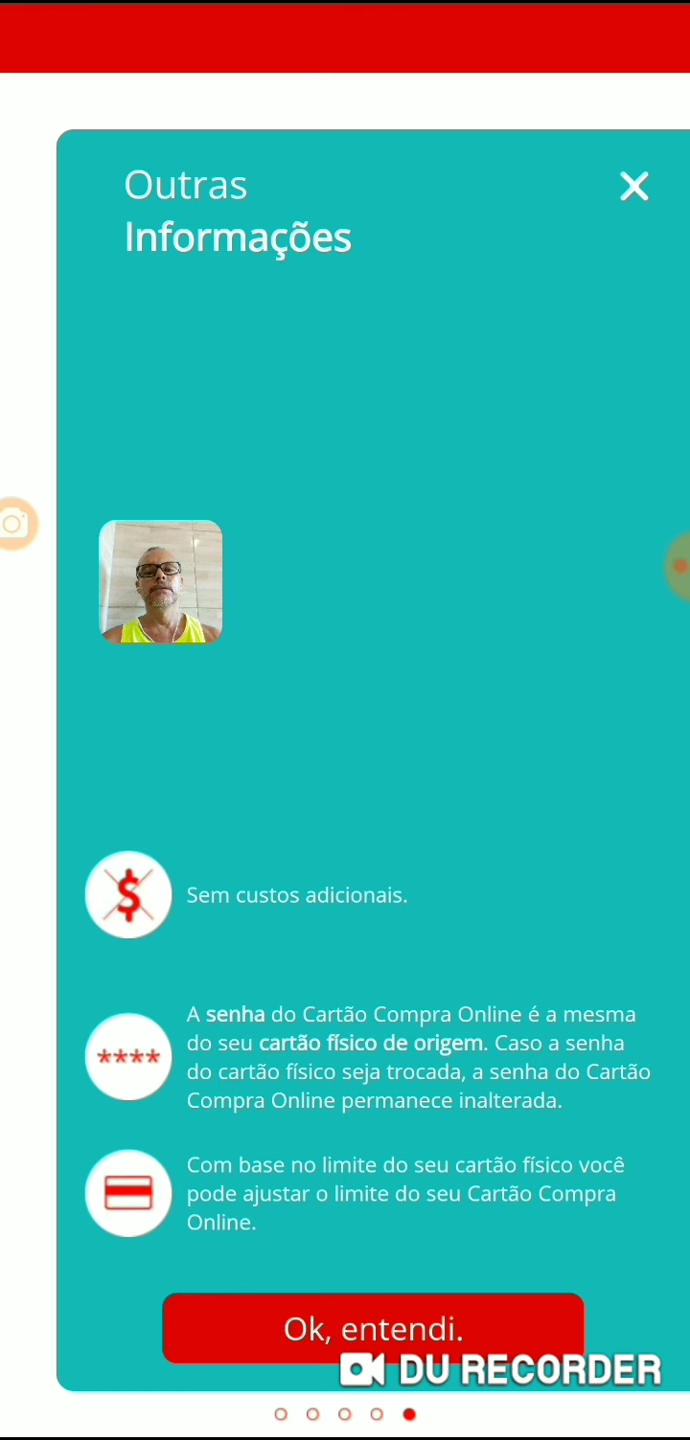 Outras
Informações
$
Sem custos adicionais.
A senha do Cartão Compra Online é a mesma
do seu cartão físico de origem. Caso a senha
do cartão físico seja trocada, a senha do Cartão
Compra Online permanece inalterada.
****
Com base no limite do seu cartão físico você
pode ajustar o limite do seu Cartão Compra
Online.
Ok, entendi.
DU RECORDER